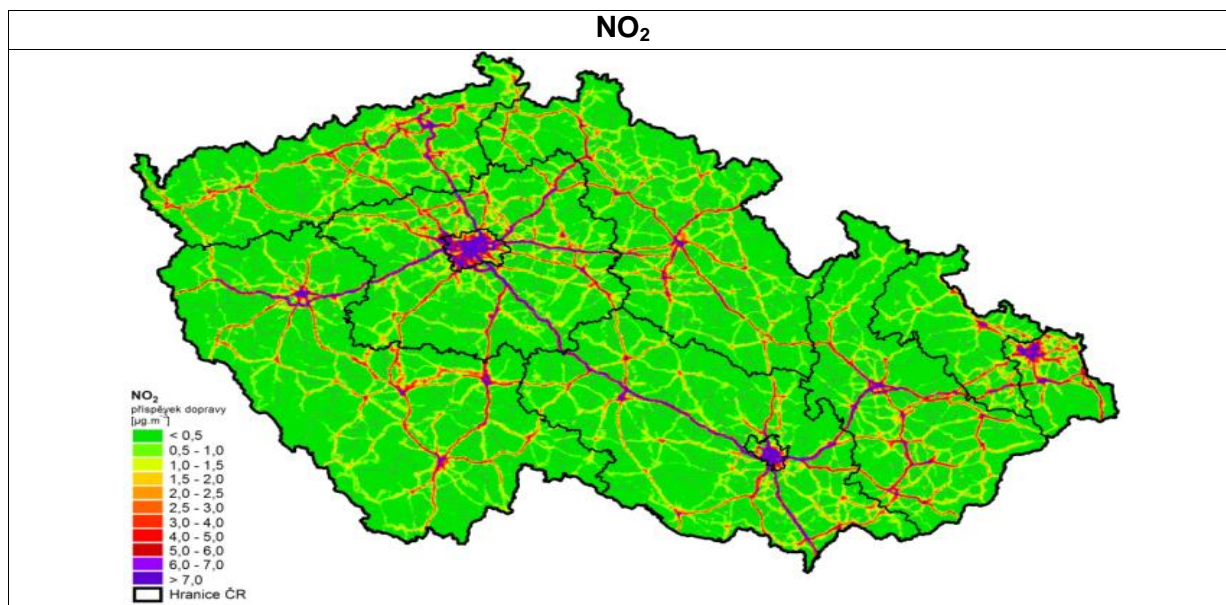 NO₂
NO₂
příspěvek dopravy
[µg.m⁻³]
< 0,5
0,5 - 1,0
1,0 - 1,5
1,5 - 2,0
2,0 - 2,5
2,5 - 3,0
3,0 - 4,0
4,0 - 5,0
5,0 - 6,0
6,0 - 7,0
> 7,0
Hranice ČR